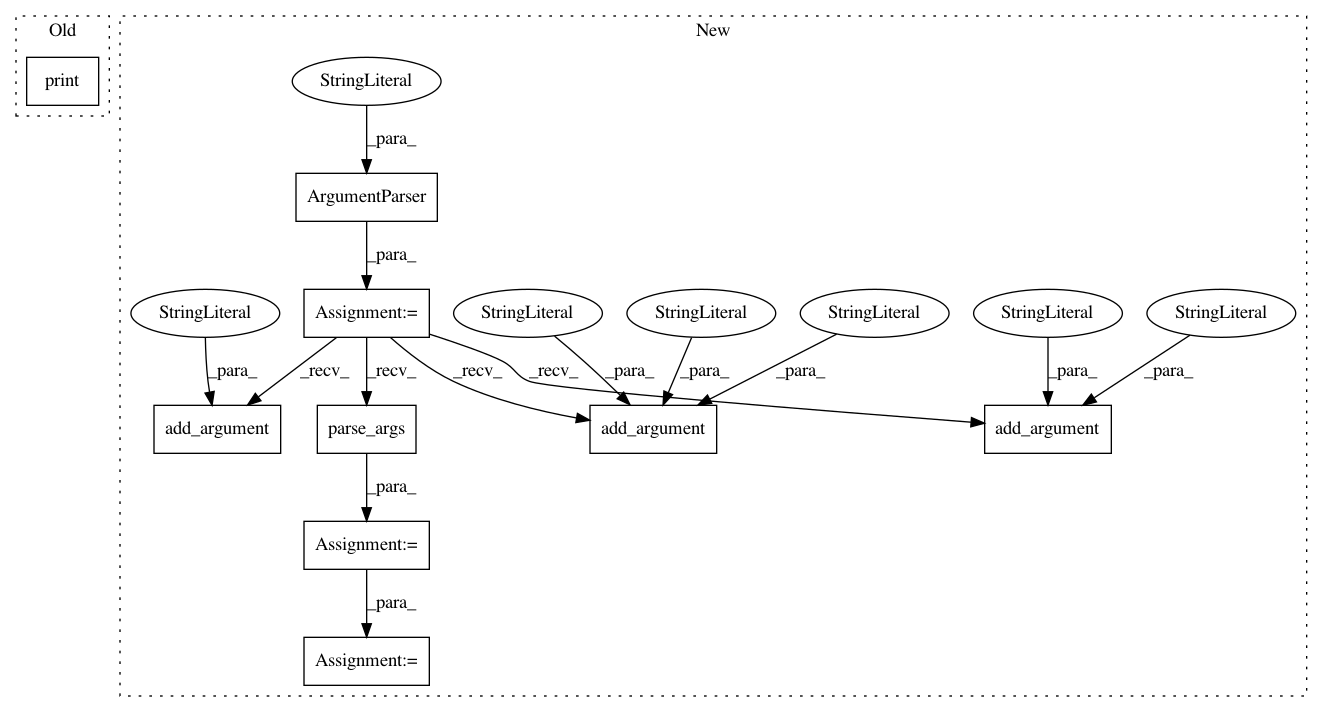 Old
New
print
StringLiteral
_para_
ArgumentParser
_para_
StringLiteral
Assignment:=
StringLiteral
StringLiteral
StringLiteral
StringLiteral
StringLiteral
_para_
_recv_
_recv_
_recv_
_recv_
_para_
_para_
_para_
_para_
_para_
add_argument
parse_args
add_argument
add_argument
_para_
Assignment:=
_para_
Assignment:=